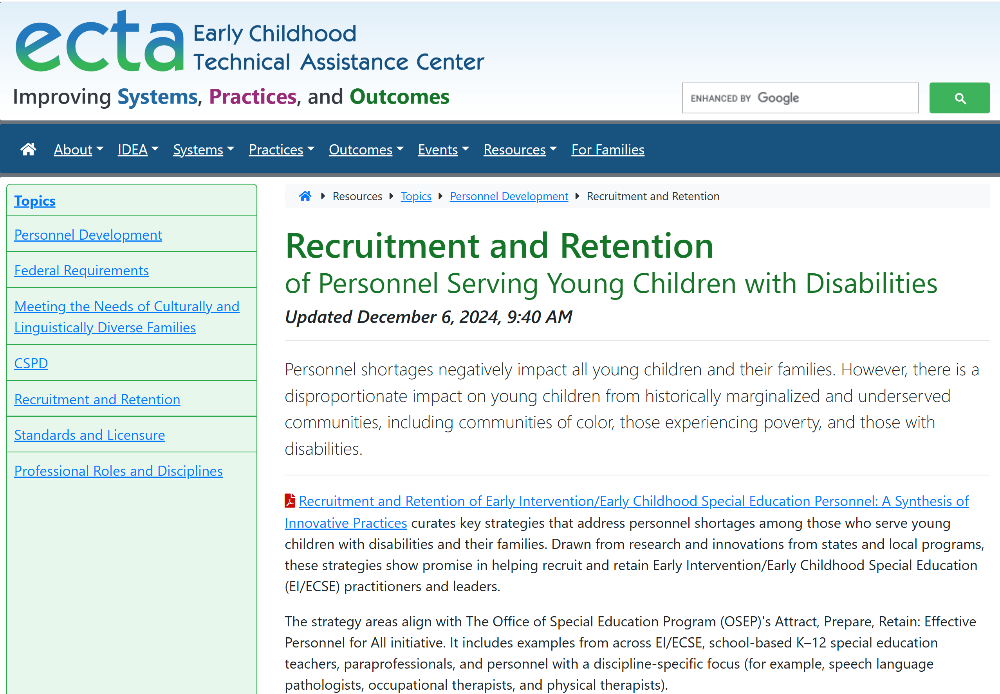 ecta Early Childhood
Technical Assistance Center
Improving Systems, Practices, and Outcomes
ENHANCED BY Google
About IDEA Systems Practices Outcomes Events Resources For Families
Topics
Personnel Development
Federal Requirements
Meeting the Needs of Culturally and
Linguistically Diverse Families
CSPD
Recruitment and Retention
Standards and Licensure
Professional Roles and Disciplines
Resources Topics Personnel Development Recruitment and Retention
Recruitment and Retention
of Personnel Serving Young Children with Disabilities
Updated December 6, 2024, 9:40 AM
Personnel shortages negatively impact all young children and their families. However, there is a
disproportionate impact on young children from historically marginalized and underserved
communities, including communities of color, those experiencing poverty, and those with
disabilities.
Recruitment and Retention of Early Intervention/Early Childhood Special Education Personnel: A Synthesis of
Innovative Practices curates key strategies that address personnel shortages among those who serve young
children with disabilities and their families. Drawn from research and innovations from states and local programs,
these strategies show promise in helping recruit and retain Early Intervention/Early Childhood Special Education
(EI/ECSE) practitioners and leaders.
The strategy areas align with The Office of Special Education Program (OSEP)'s Attract, Prepare, Retain: Effective
Personnel for All initiative. It includes examples from across EI/ECSE, school-based K–12 special education
teachers, paraprofessionals, and personnel with a discipline-specific focus (for example, speech language
pathologists, occupational therapists, and physical therapists).